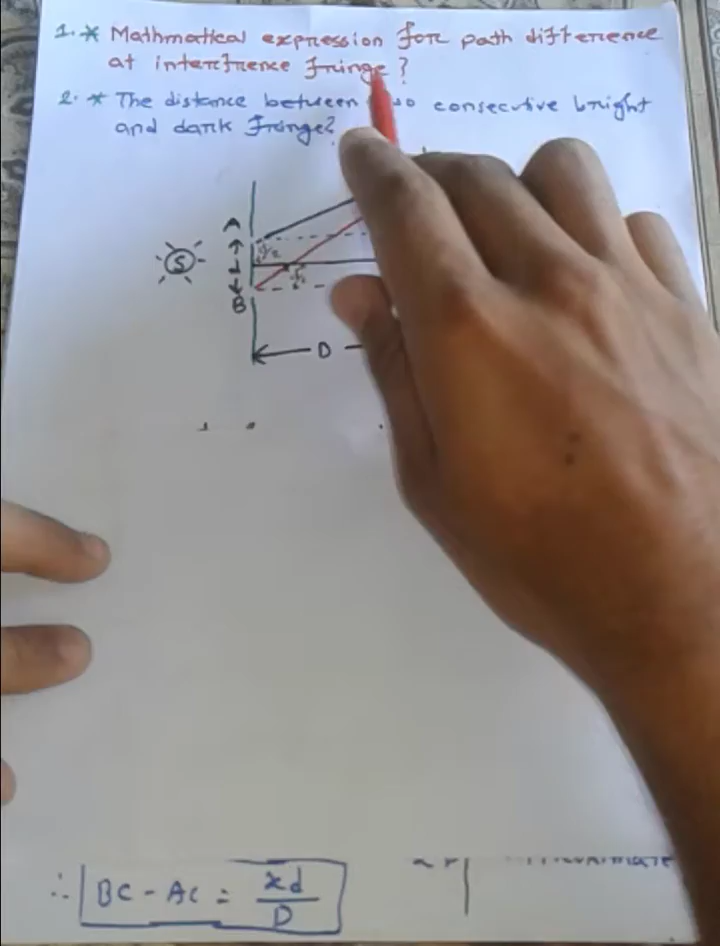 1. * Mathmatical expression for path difference
at interfrence fringe?
2. * The distance between consecutive bright
and dark fringe?
A
S
B
D
∴ BC - AC = xd/D